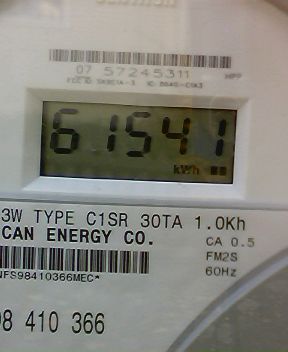 07 57245311 HPP
61541
kWh
3W TYPE C1SR 30TA 1.0Kh
CAN ENERGY CO. CA 0.5
FM2S
NFS98410366MEC* 60Hz
98 410 366